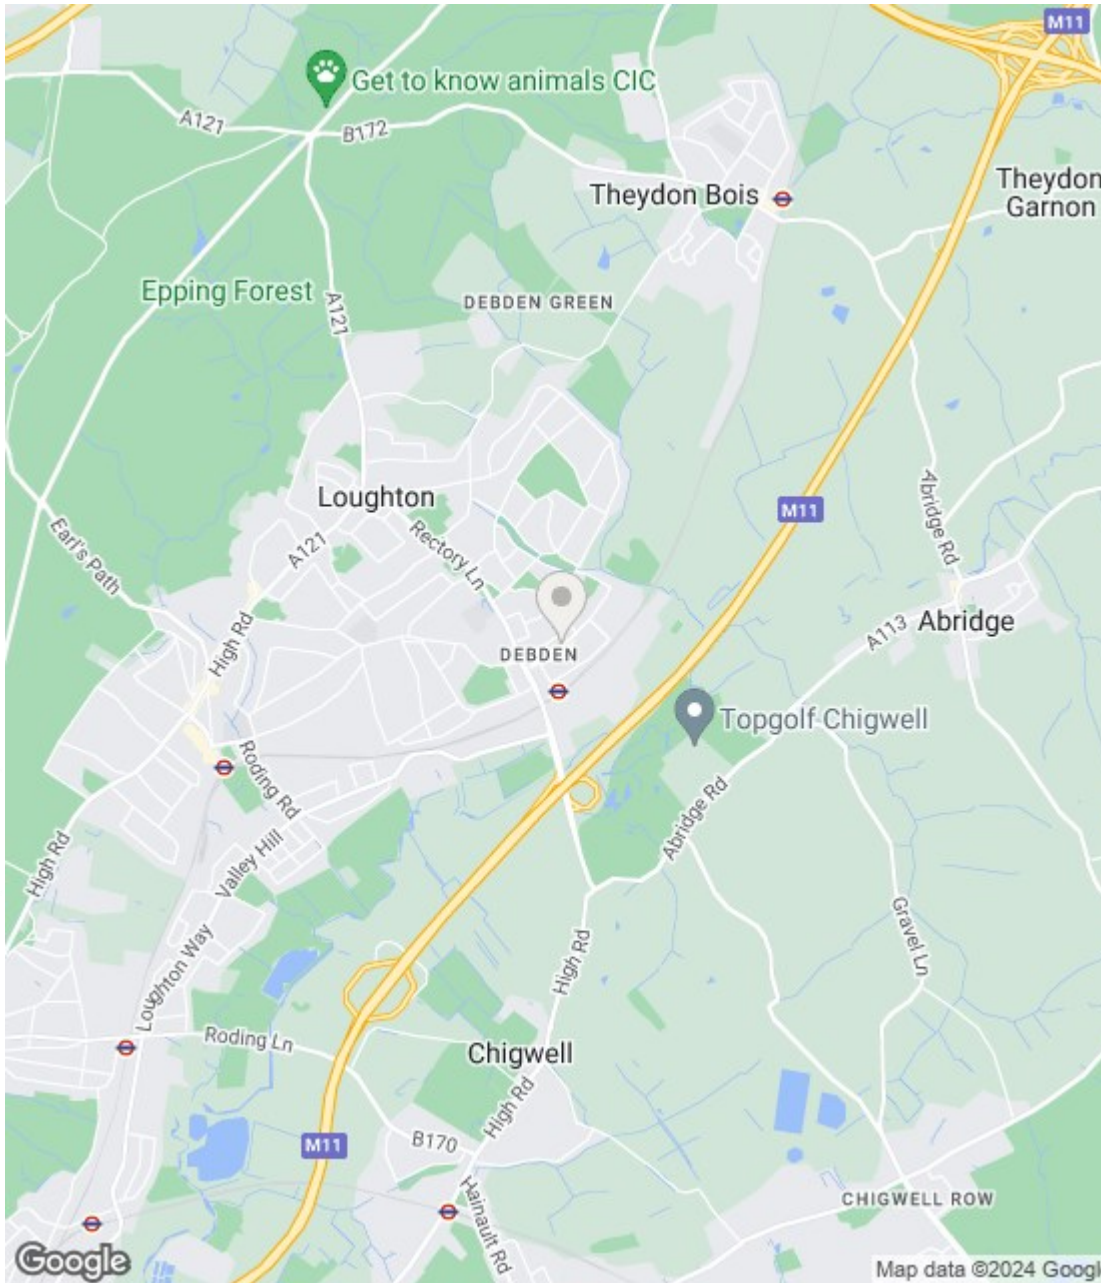 M11
Get to know animals CIC
A121
B172
Theydon Bois
Theydon
Garnon
Epping Forest
A121
DEBDEN GREEN
Loughton
M11
Abridge Rd
Earl's Path
A121
Rectory Ln
Abridge
A113
High Rd
DEBDEN
Topgolf Chigwell
Roding Rd
Abridge Rd
High Rd
Valley Hill
Gravel Ln
Loughton Way
High Rd
Roding Ln
Chigwell
High Rd
M11
B170
Hainault Rd
CHIGWELL ROW
Google
Map data ©2024 Googl